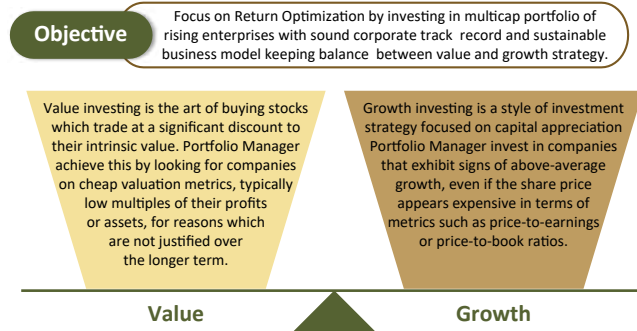 Objective
Focus on Return Optimization by investing in multicap portfolio of
rising enterprises with sound corporate track record and sustainable
business model keeping balance between value and growth strategy.
Value investing is the art of buying stocks
which trade at a significant discount to
their intrinsic value. Portfolio Manager
achieve this by looking for companies
on cheap valuation metrics, typically
low multiples of their profits
or assets, for reasons which
are not justified over
the longer term.
Growth investing is a style of investment
strategy focused on capital appreciation
Portfolio Manager invest in companies
that exhibit signs of above-average
growth, even if the share price
appears expensive in terms of
metrics such as price-to-earnings
or price-to-book ratios.
Value
Growth